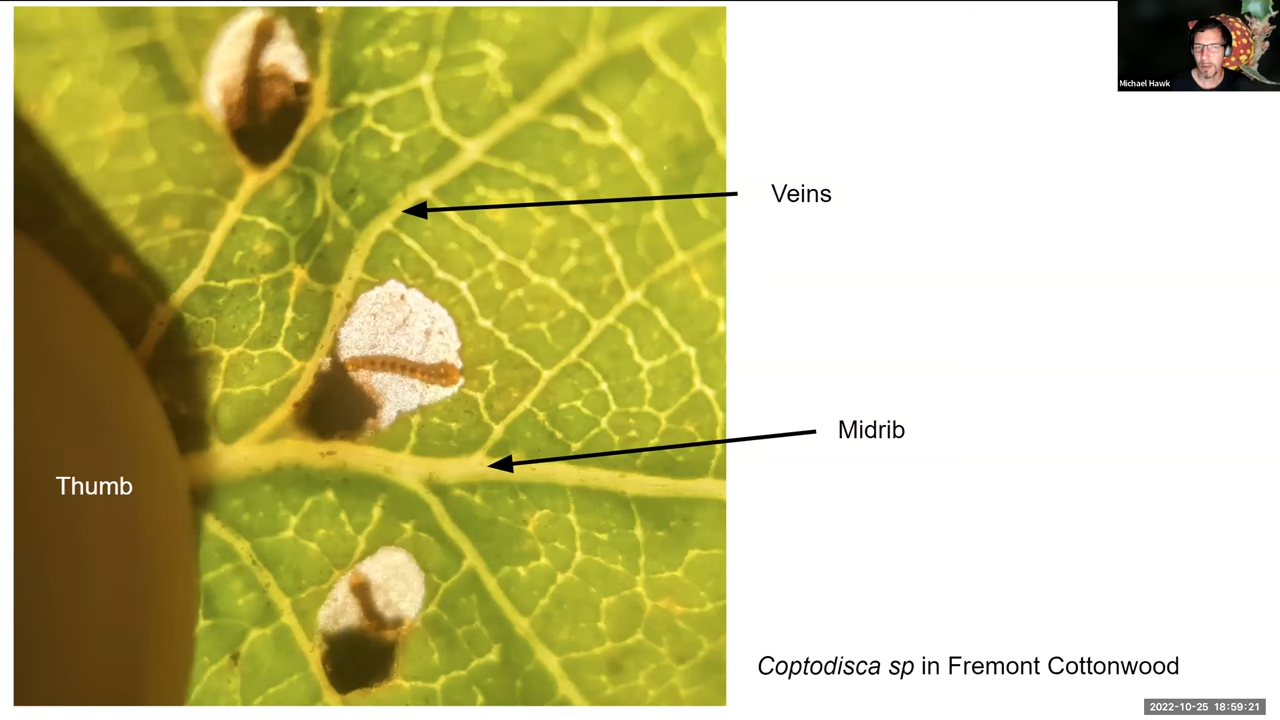 Michael Hawk
Veins
Midrib
Thumb
Coptodisca sp in Fremont Cottonwood
2022-10-25 18:59:21